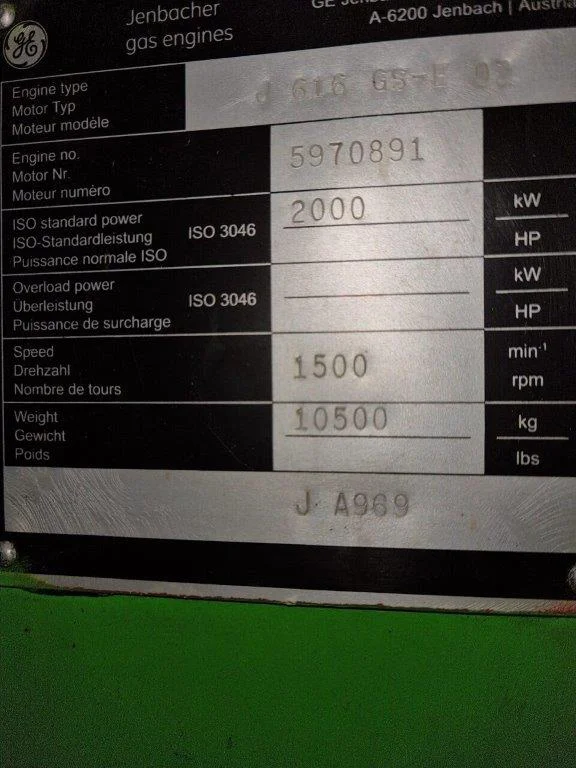 GE
Jenbacher
gas engines
A-6200 Jenbach | Austria
Engine type
Motor Typ
Moteur modèle
J 616 GS-E 02
Engine no.
Motor Nr.
Moteur numéro
5970891
ISO standard power
ISO-Standardleistung
Puissance normale ISO
ISO 3046
2000
kW
HP
Overload power
Überleistung
Puissance de surcharge
ISO 3046
kW
HP
Speed
Drehzahl
Nombre de tours
1500
min⁻¹
rpm
Weight
Gewicht
Poids
10500
kg
lbs
J A969